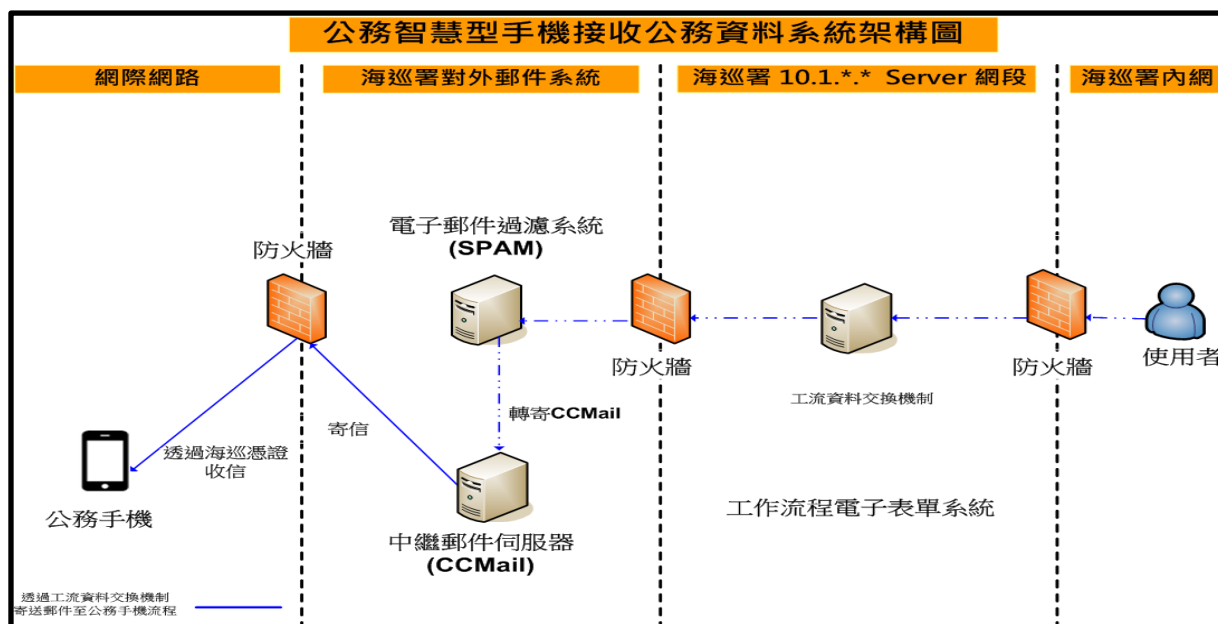 公務智慧型手機接收公務資料系統架構圖
網際網路
海巡署對外郵件系統
海巡署 10.1.*.* Server 網段
海巡署內網
電子郵件過濾系統
(SPAM)
防火牆
防火牆
防火牆
使用者
工流資料交換機制
轉寄CCMail
寄信
透過海巡憑證
收信
公務手機
中繼郵件伺服器
(CCMail)
工作流程電子表單系統
透過工流資料交換機制
寄送郵件至公務手機流程